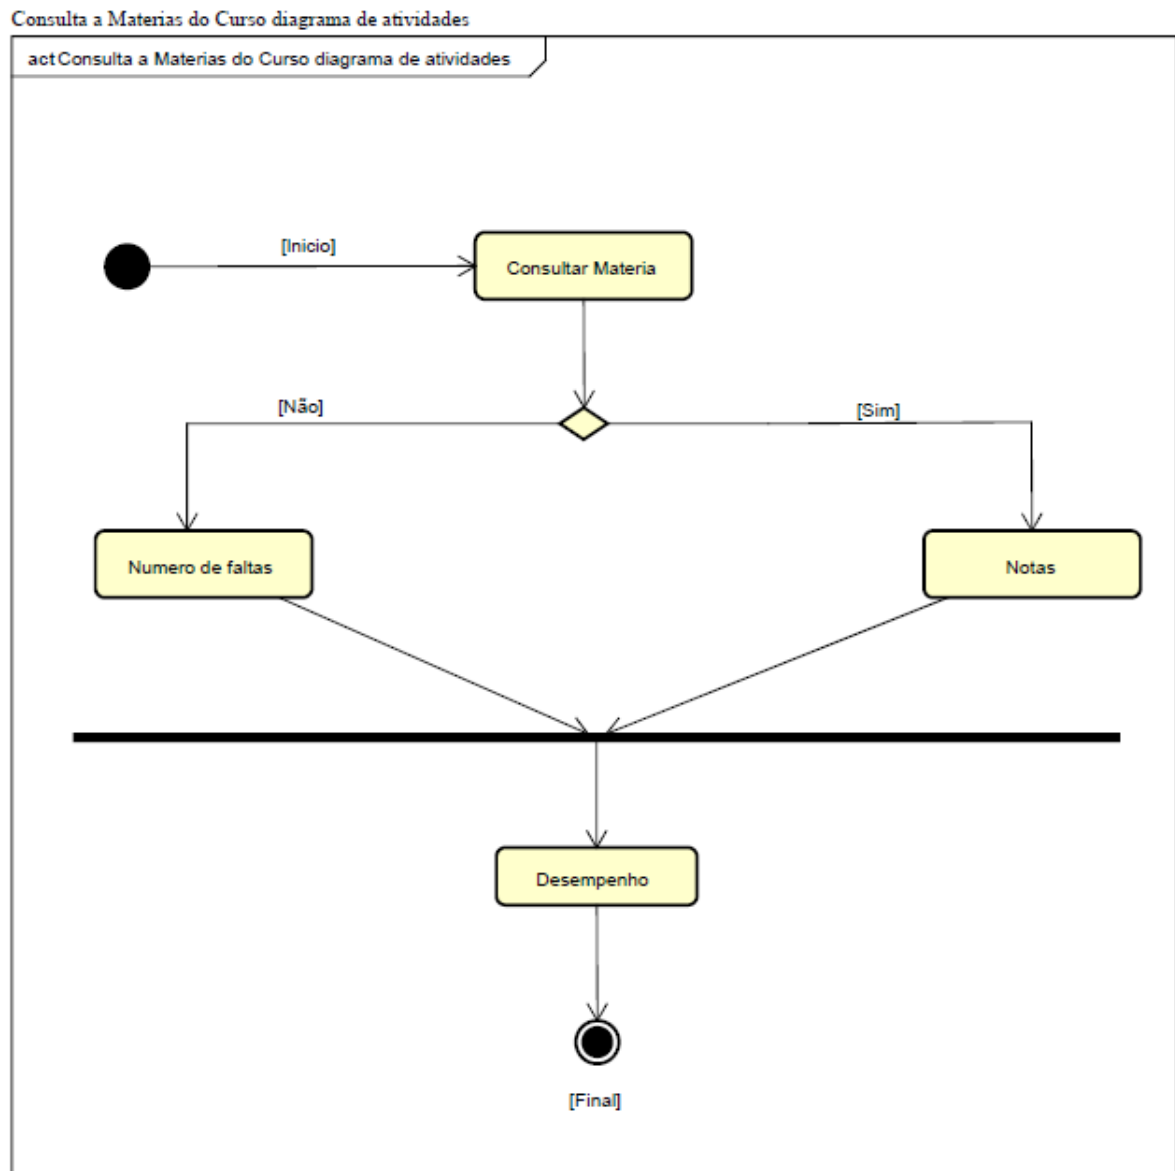 Consulta a Materias do Curso diagrama de atividades
act Consulta a Materias do Curso diagrama de atividades
[Inicio]
Consultar Materia
[Não]
[Sim]
Numero de faltas
Notas
Desempenho
[Final]